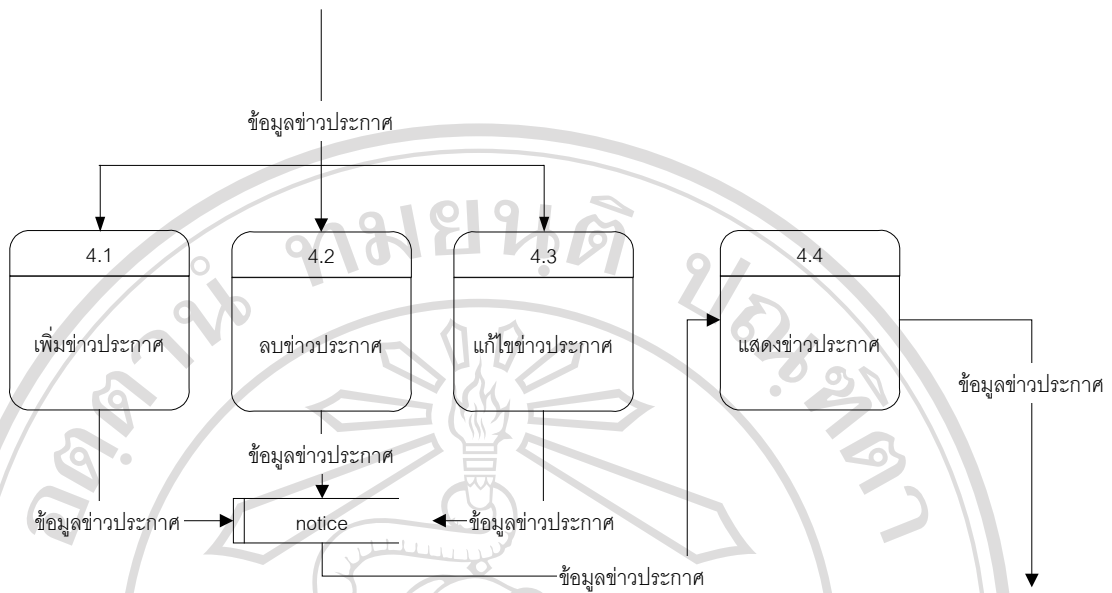 ข้อมูลข่าวประกาศ
4.1
4.2
4.3
4.4
เพิ่มข่าวประกาศ
ลบข่าวประกาศ
แก้ไขข่าวประกาศ
แสดงข่าวประกาศ
ข้อมูลข่าวประกาศ
ข้อมูลข่าวประกาศ
ข้อมูลข่าวประกาศ
notice
ข้อมูลข่าวประกาศ
ข้อมูลข่าวประกาศ